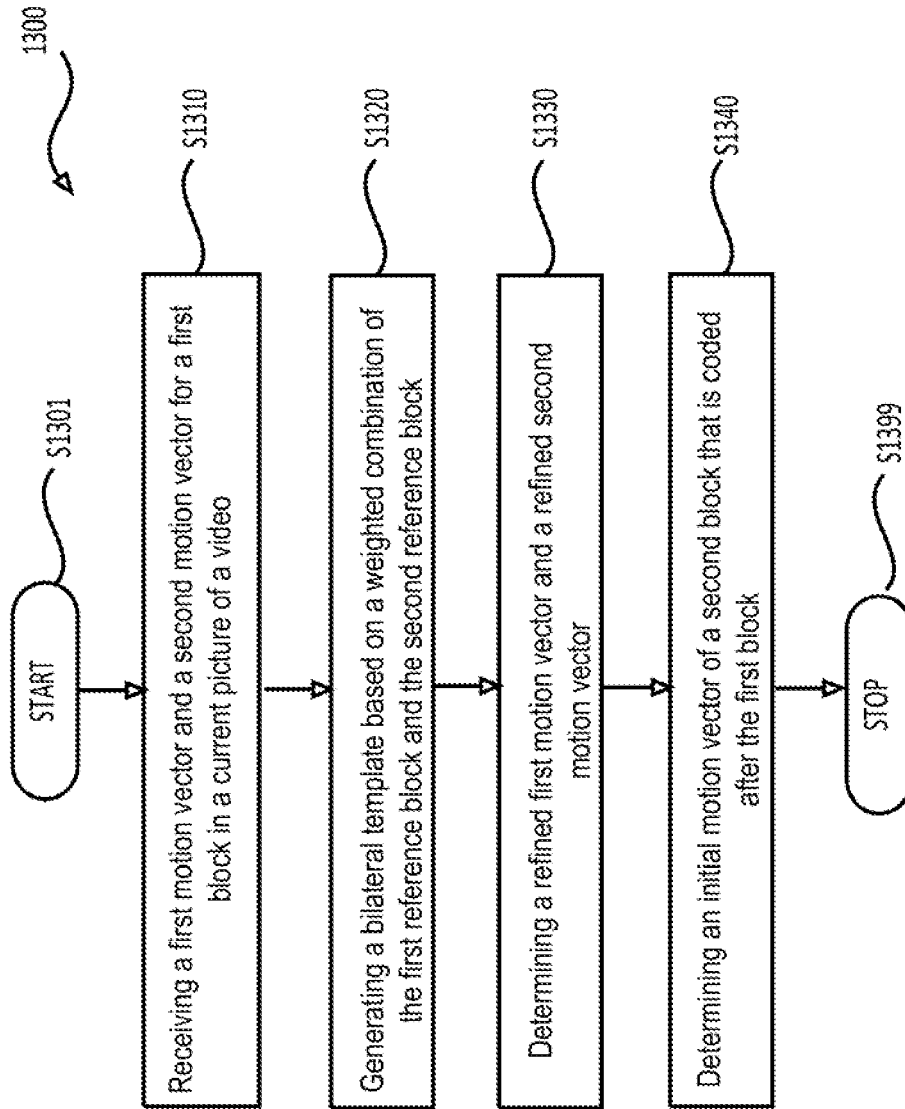 1300
START
S1301
Receiving a first motion vector and a second motion vector for a first
block in a current picture of a video
S1310
Generating a bilateral template based on a weighted combination of
the first reference block and the second reference block
S1320
Determining a refined first motion vector and a refined second
motion vector
S1330
Determining an initial motion vector of a second block that is coded
after the first block
S1340
STOP
S1399